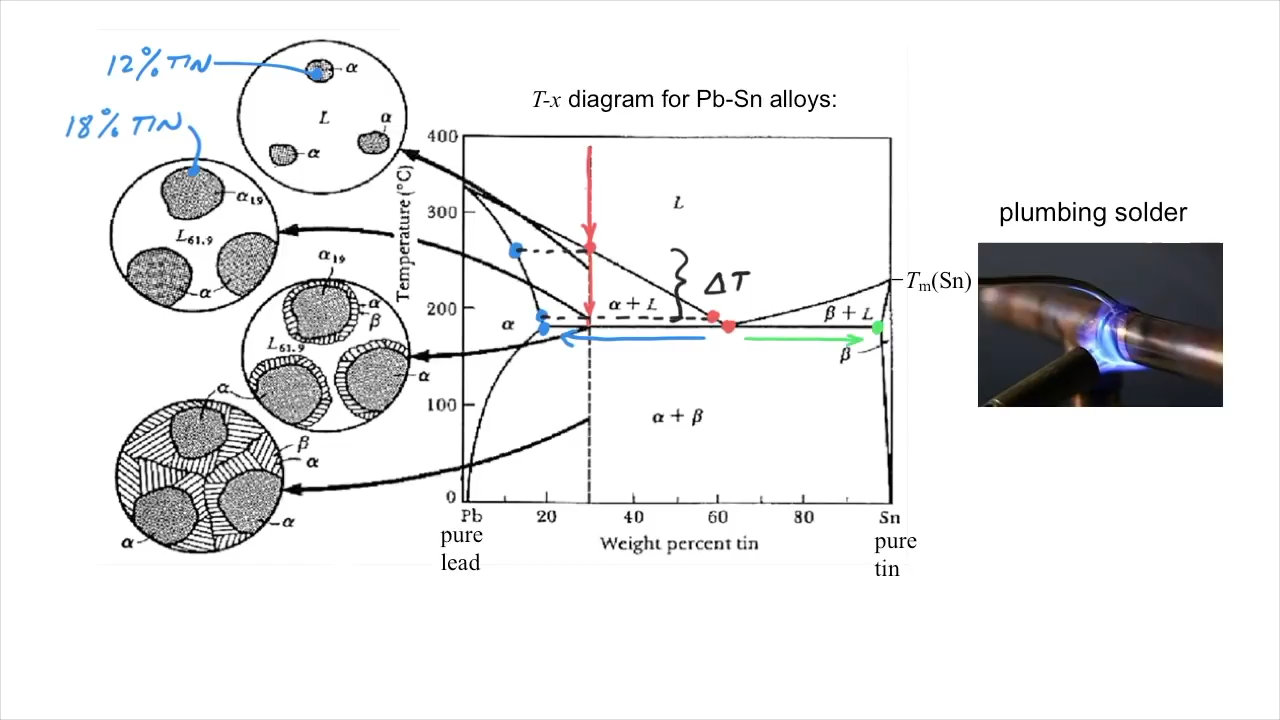 12% TIN
18% TIN
α
L
α
α
α19
L61.9
α
α19
α
β
L61.9
α
α
β
α
α
α
T-x diagram for Pb-Sn alloys:
400
300
200
100
0
Temperature (°C)
L
ΔT
α + L
β + L
α
β
α + β
Tm(Sn)
Pb 20 40 60 80 Sn
pure lead
Weight percent tin
pure tin
plumbing solder